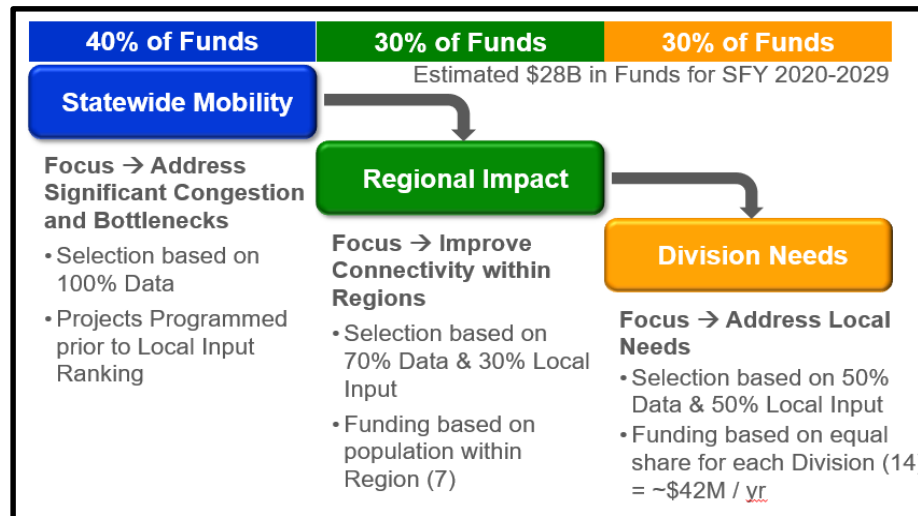 40% of Funds
30% of Funds
30% of Funds
Estimated $28B in Funds for SFY 2020-2029
Statewide Mobility
Focus → Address
Significant Congestion
and Bottlenecks
• Selection based on
100% Data
• Projects Programmed
prior to Local Input
Ranking
Regional Impact
Focus → Improve
Connectivity within
Regions
• Selection based on
70% Data & 30% Local
Input
• Funding based on
population within
Region (7)
Division Needs
Focus → Address Local
Needs
• Selection based on 50%
Data & 50% Local Input
• Funding based on equal
share for each Division (14)
= ~$42M / yr